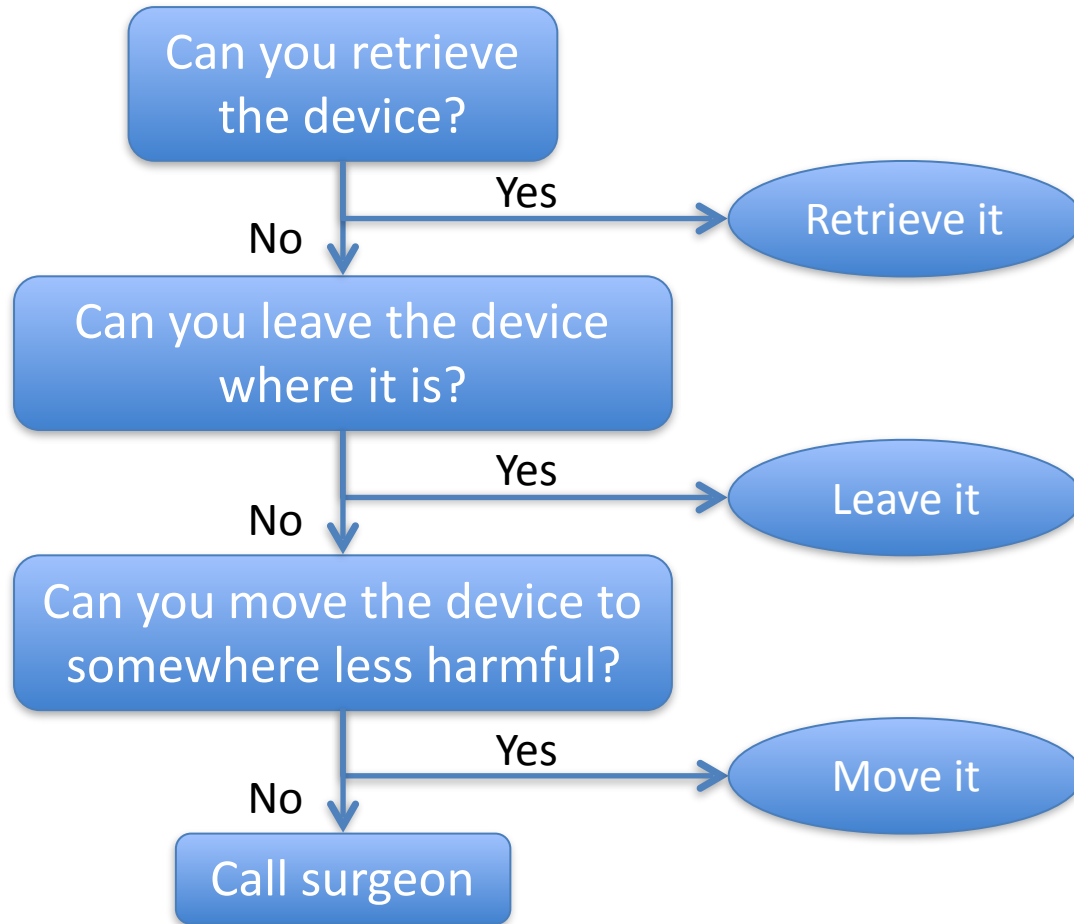 Can you retrieve
the device?
Yes
Retrieve it
No
Can you leave the device
where it is?
Yes
Leave it
No
Can you move the device to
somewhere less harmful?
Yes
Move it
No
Call surgeon